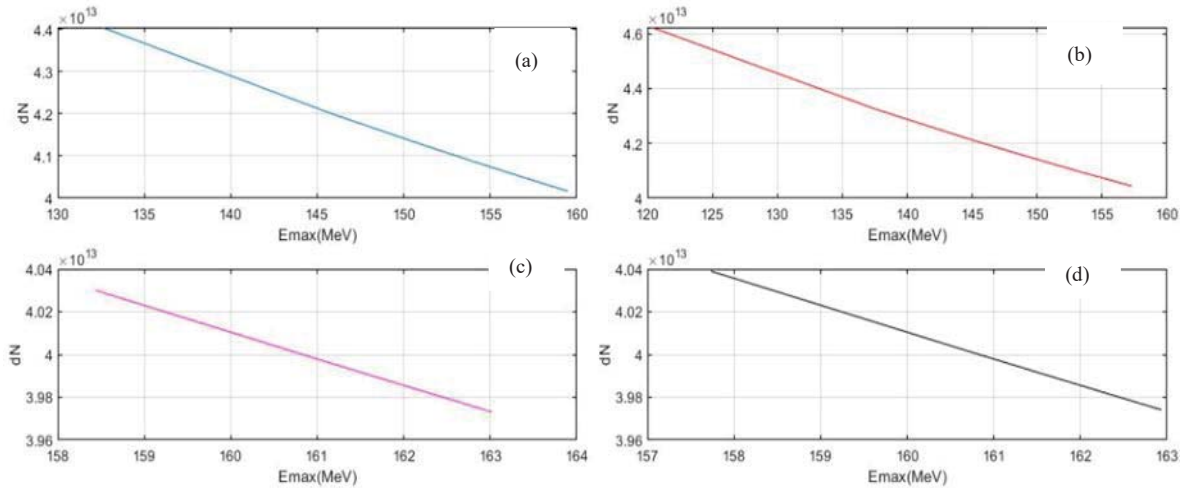 ×10^13
4.4
4.3
4.2
4.1
4
dN
130 135 140 145 150 155 160
Emax(MeV)
(a)
×10^13
4.6
4.4
4.2
4
dN
120 125 130 135 140 145 150 155 160
Emax(MeV)
(b)
×10^13
4.04
4.02
4
3.98
3.96
dN
158 159 160 161 162 163 164
Emax(MeV)
(c)
×10^13
4.04
4.02
4
3.98
3.96
dN
157 158 159 160 161 162 163
Emax(MeV)
(d)